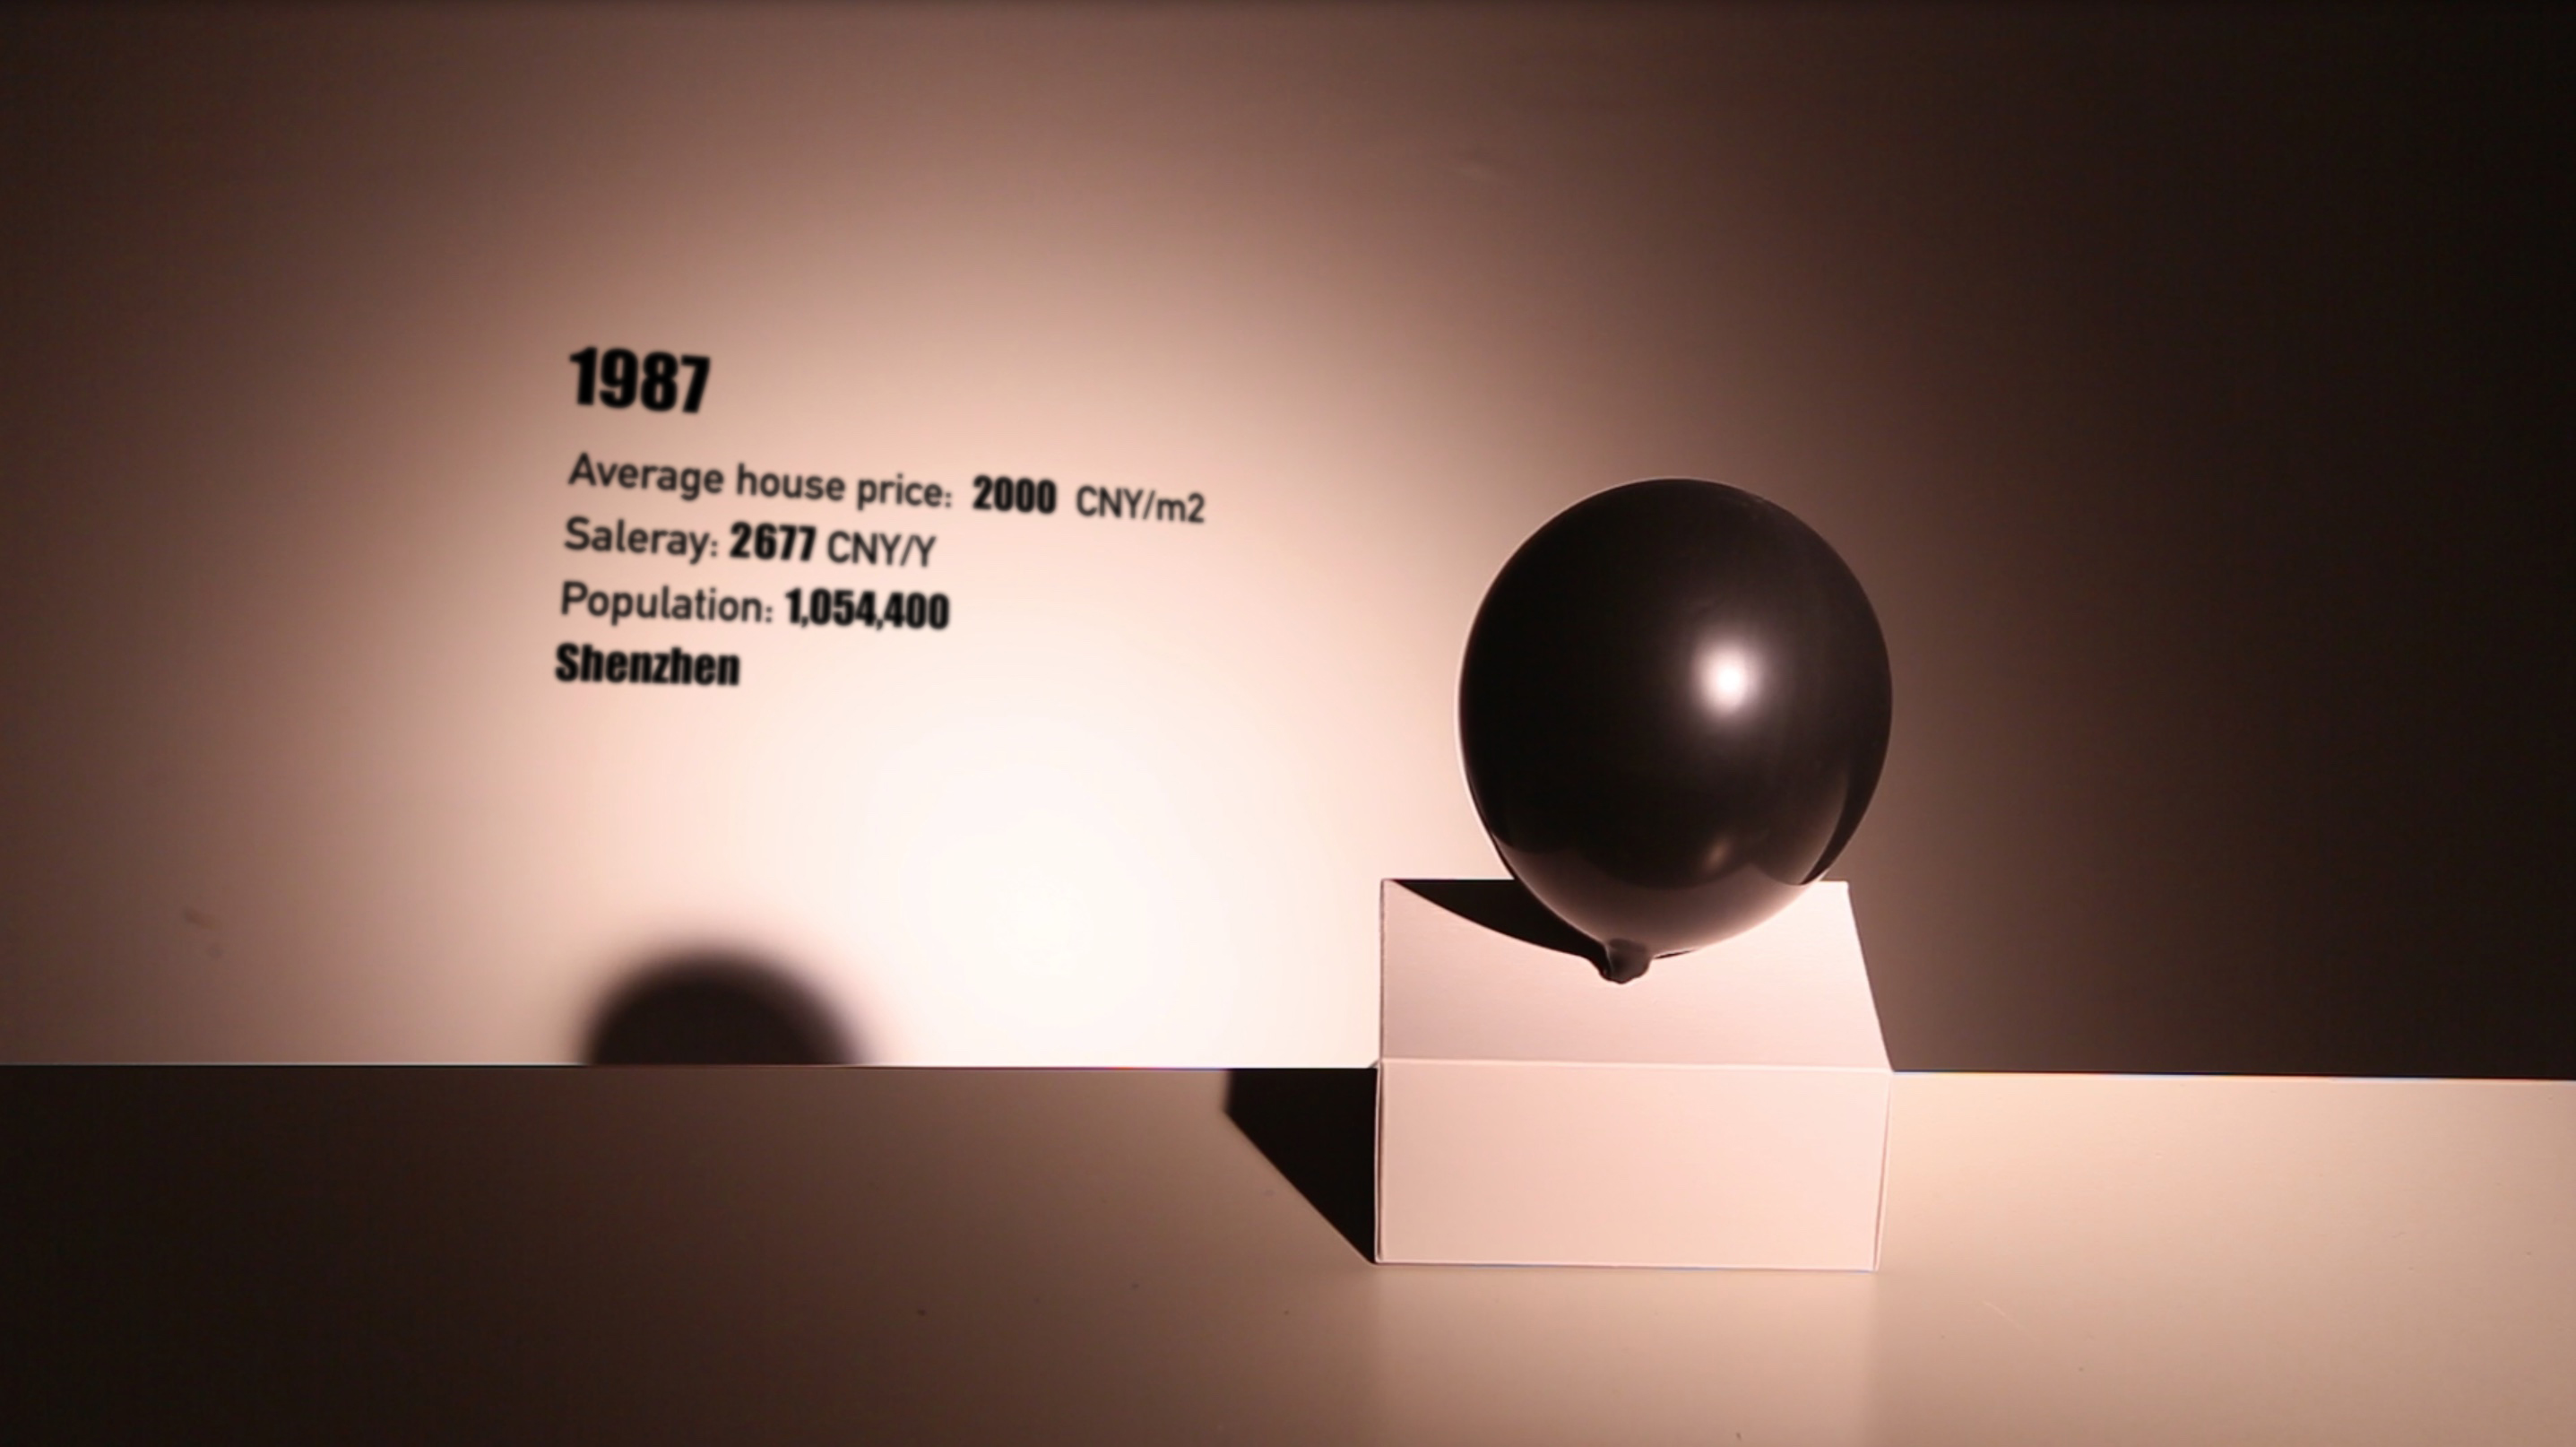 1987
Average house price: 2000 CNY/m2
Saleray: 2677 CNY/Y
Population: 1,054,400
Shenzhen